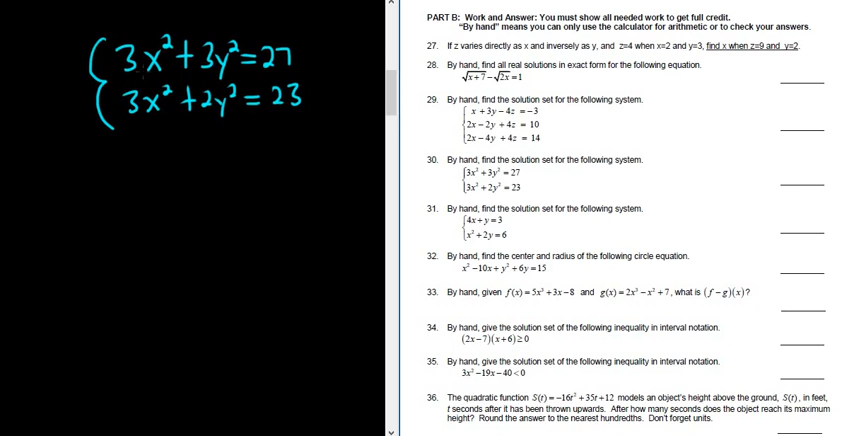 3x²+3y²=27
3x²+2y²=23
PART B: Work and Answer: You must show all needed work to get full credit.
"By hand" means you can only use the calculator for arithmetic or to check your answers.
27. If z varies directly as x and inversely as y, and z=4 when x=2 and y=3, find x when z=9 and y=2.
28. By hand, find all real solutions in exact form for the following equation.
√x+7−√2x=1
29. By hand, find the solution set for the following system.
x+3y−4z=−3
2x−2y+4z=10
2x−4y+4z=14
30. By hand, find the solution set for the following system.
3x²+3y²=27
3x²+2y²=23
31. By hand, find the solution set for the following system.
4x+y=3
x²+2y=6
32. By hand, find the center and radius of the following circle equation.
x²−10x+y²+6y=15
33. By hand, given f(x)=5x³+3x−8 and g(x)=2x³−x²+7, what is (f−g)(x)?
34. By hand, give the solution set of the following inequality in interval notation.
(2x−7)(x+6)≥0
35. By hand, give the solution set of the following inequality in interval notation.
3x²−19x−40<0
36. The quadratic function S(t)=−16t²+35t+12 models an object's height above the ground, S(t), in feet,
t seconds after it has been thrown upwards. After how many seconds does the object reach its maximum
height? Round the answer to the nearest hundredths. Don't forget units.